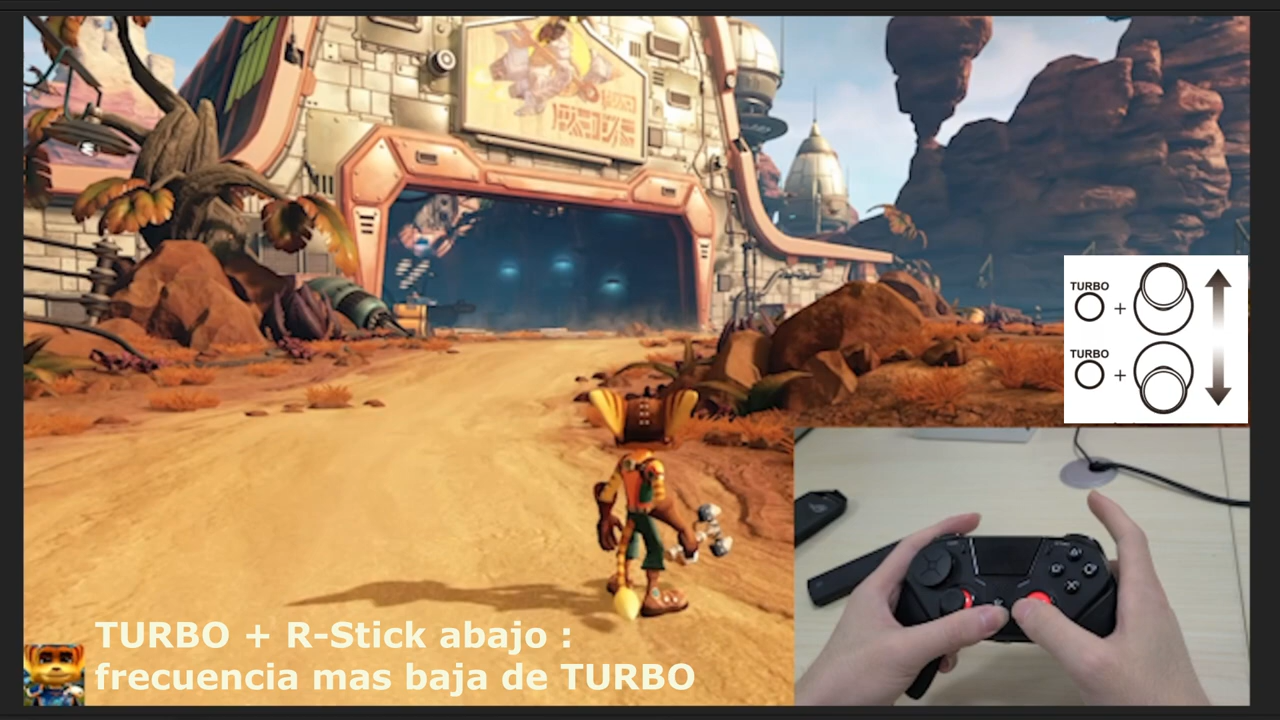 TURBO
+
TURBO
+
TURBO + R-Stick abajo :
frecuencia mas baja de TURBO